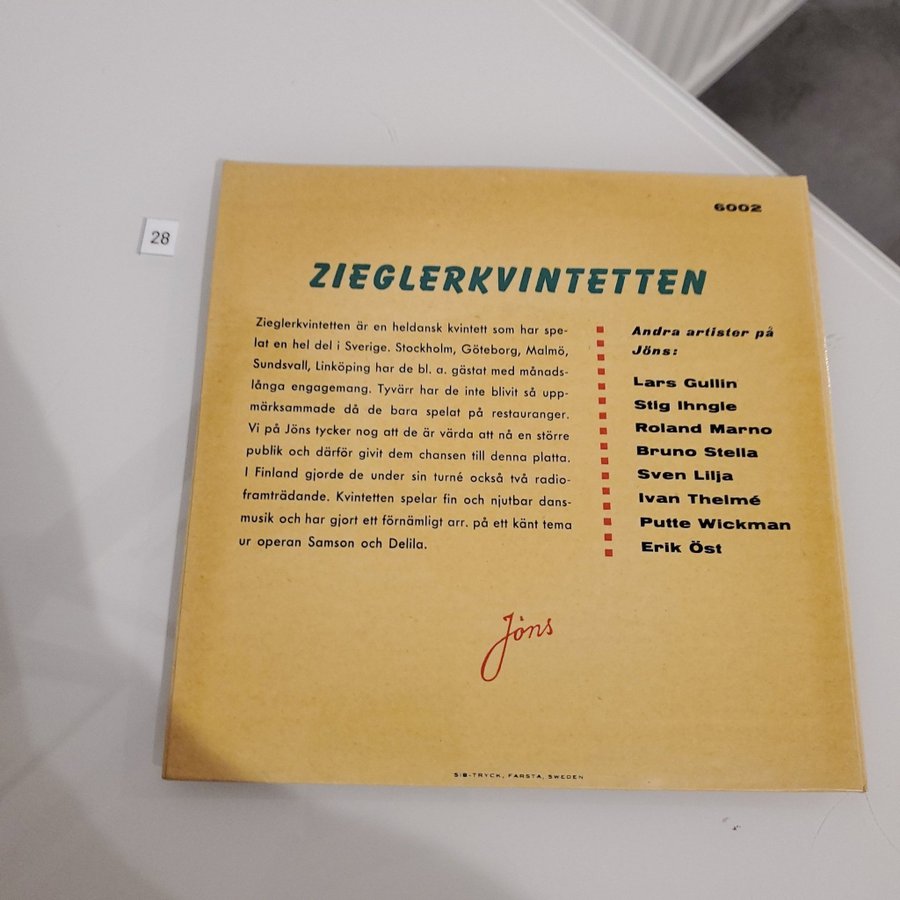 6002
28
ZIEGLERKVINTETTEN
Zieglerkvintetten är en heldansk kvintett som har spe-
lat en hel del i Sverige. Stockholm, Göteborg, Malmö,
Sundsvall, Linköping har de bl. a. gästat med månads-
långa engagemang. Tyvärr har de inte blivit så upp-
märksammade då de bara spelat på restauranger.
Vi på Jöns tycker nog att de är värda att nå en större
publik och därför givit dem chansen till denna platta.
I Finland gjorde de under sin turné också två radio-
framträdande. Kvintetten spelar fin och njutbar dans-
musik och har gjort ett förnämligt arr. på ett känt tema
ur operan Samson och Delila.
Andra artister på
Jöns:
Lars Gullin
Stig Ihngle
Roland Marno
Bruno Stella
Sven Lilja
Ivan Thelmé
Putte Wickman
Erik Öst
Jöns
SIB-TRYCK, FARSTA, SWEDEN